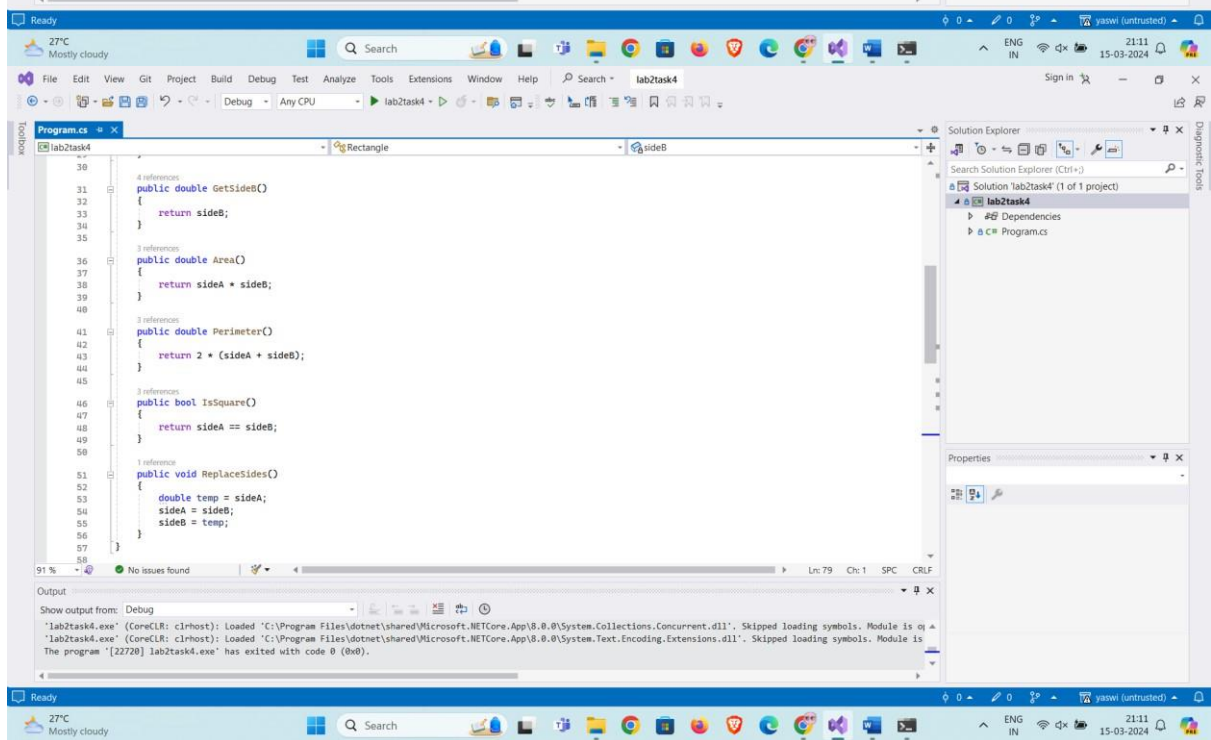 Ready
0 0 yaswi (untrusted)
27°C
Mostly cloudy
Search
ENG
IN
21:11
15-03-2024
File Edit View Git Project Build Debug Test Analyze Tools Extensions Window Help Search lab2task4 Sign in
Debug Any CPU lab2task4
Toolbox
Program.cs
lab2task4 Rectangle sideB
30
4 references
31 public double GetSideB()
32 {
33 return sideB;
34 }
35
3 references
36 public double Area()
37 {
38 return sideA * sideB;
39 }
40
3 references
41 public double Perimeter()
42 {
43 return 2 * (sideA + sideB);
44 }
45
3 references
46 public bool IsSquare()
47 {
48 return sideA == sideB;
49 }
50
1 reference
51 public void ReplaceSides()
52 {
53 double temp = sideA;
54 sideA = sideB;
55 sideB = temp;
56 }
57 }
58
91 % No issues found Ln: 79 Ch: 1 SPC CRLF
Solution Explorer
Search Solution Explorer (Ctrl+;)
Solution 'lab2task4' (1 of 1 project)
lab2task4
Dependencies
C# Program.cs
Diagnostic Tools
Properties
Output
Show output from: Debug
'lab2task4.exe' (CoreCLR: clrhost): Loaded 'C:\Program Files\dotnet\shared\Microsoft.NETCore.App\8.0.0\System.Collections.Concurrent.dll'. Skipped loading symbols. Module is
'lab2task4.exe' (CoreCLR: clrhost): Loaded 'C:\Program Files\dotnet\shared\Microsoft.NETCore.App\8.0.0\System.Text.Encoding.Extensions.dll'. Skipped loading symbols. Module is
The program '[22720] lab2task4.exe' has exited with code 0 (0x0).
Ready
0 0 yaswi (untrusted)
27°C
Mostly cloudy
Search
ENG
IN
21:11
15-03-2024